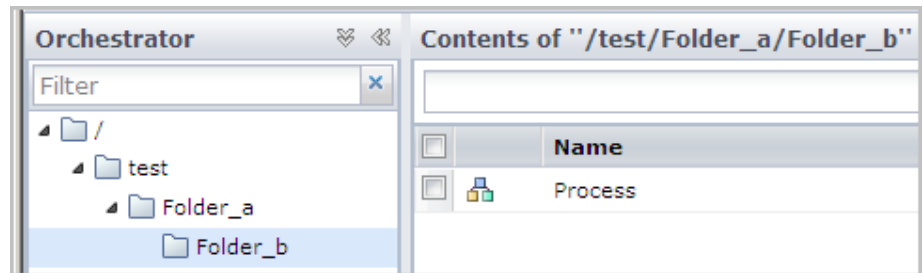 Orchestrator
Filter
/
test
Folder_a
Folder_b
Contents of "/test/Folder_a/Folder_b"
Name
Process